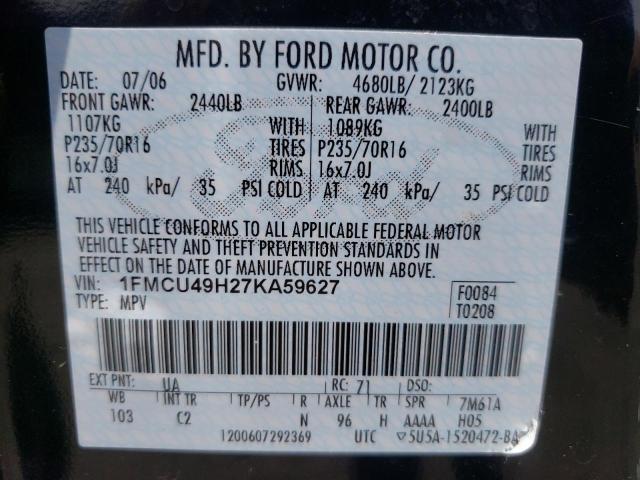 MFD. BY FORD MOTOR CO.
DATE: 07/06 GVWR: 4680LB/ 2123KG
FRONT GAWR: 2440LB REAR GAWR: 2400LB
1107KG WITH 1089KG WITH
P235/70R16 TIRES P235/70R16 TIRES
16x7.0J RIMS 16x7.0J RIMS
AT 240 kPa/ 35 PSI COLD AT 240 kPa/ 35 PSI COLD
Ford
THIS VEHICLE CONFORMS TO ALL APPLICABLE FEDERAL MOTOR
VEHICLE SAFETY AND THEFT PREVENTION STANDARDS IN
EFFECT ON THE DATE OF MANUFACTURE SHOWN ABOVE.
VIN: 1FMCU49H27KA59627 F0084
TYPE: MPV T0208
EXT PNT: UA RC: 71 DSO:
WB INT TR TP/PS R AXLE TR SPR 7M61A
103 C2 N 96 H AAAA H05
1200607292369 UTC ▽5U5A-1520472-BA